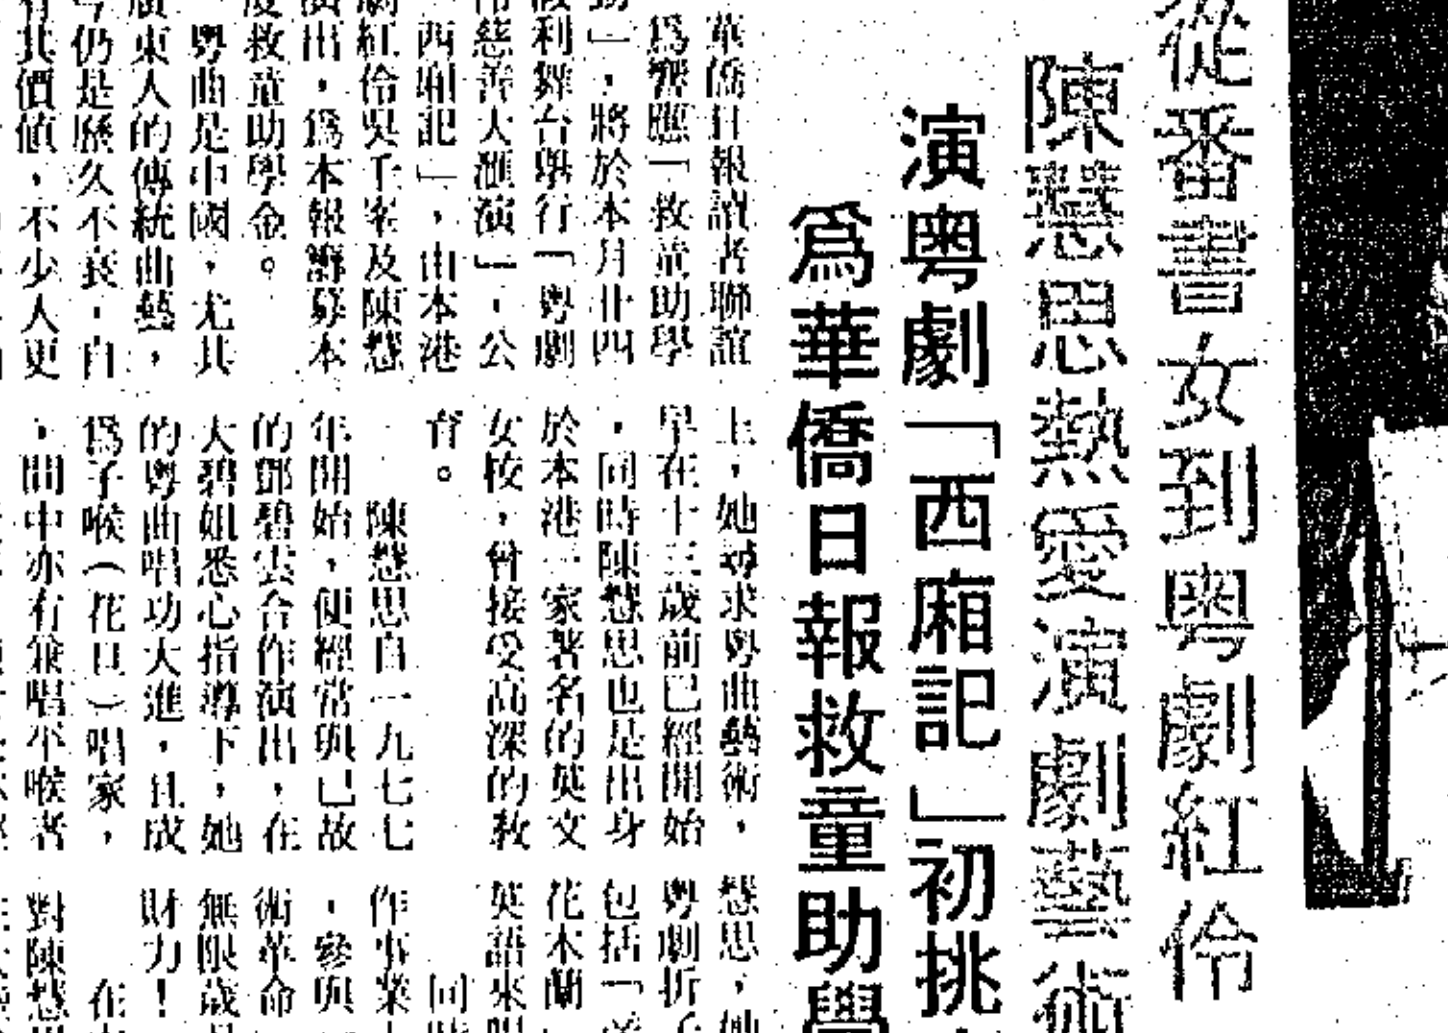 從番書女到粵劇紅伶
陳慧思熱愛演劇藝術
演粵劇「西廂記」初挑
為華僑日報救童助學
華僑日報讀者聯誼
為響應「救童助學
」，將於本月廿四
利舞台舉行「粵劇
慈善大滙演」，公
西廂記」，由本港
劇紅伶吳千峯及陳慧
演出，為本報籌募本
度救童助學金。
粵曲是中國，尤其
廣東人的傳統曲藝，
今仍是歷久不衰，自
有其價值，不少人更
上，她尋求粵曲藝術，
早在十三歲前已經開始
，同時陳慧思也是出身
於本港一家著名的英文
女校，曾接受高深的教
育。
陳慧思自一九七七
年開始，便經常與已故
的鄧碧雲合作演出，在
大碧姐悉心指導下，她
的粵曲唱功大進，且成
為子喉（花旦）唱家，
，間中亦有兼唱平喉者
慧思，她
粵劇折子
包括「
花木蘭
英語來唱
同時
作事業
，參與
術革命
無限歲月
財力！
在
對陳慧思